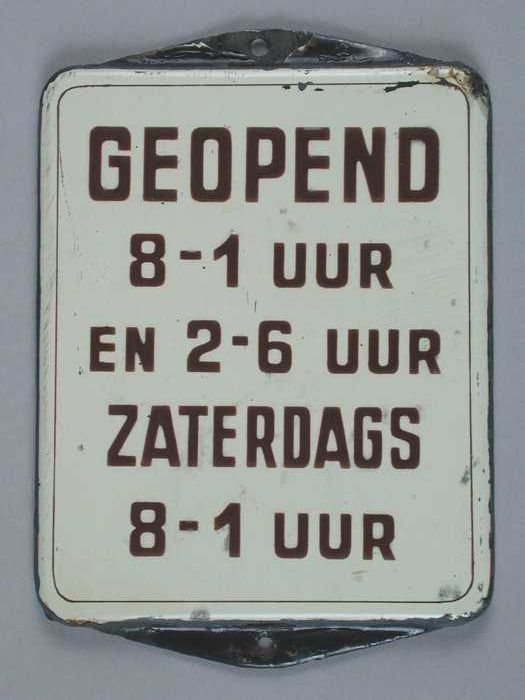 GEOPEND
8-1 UUR
EN 2-6 UUR
ZATERDAGS
8-1 UUR